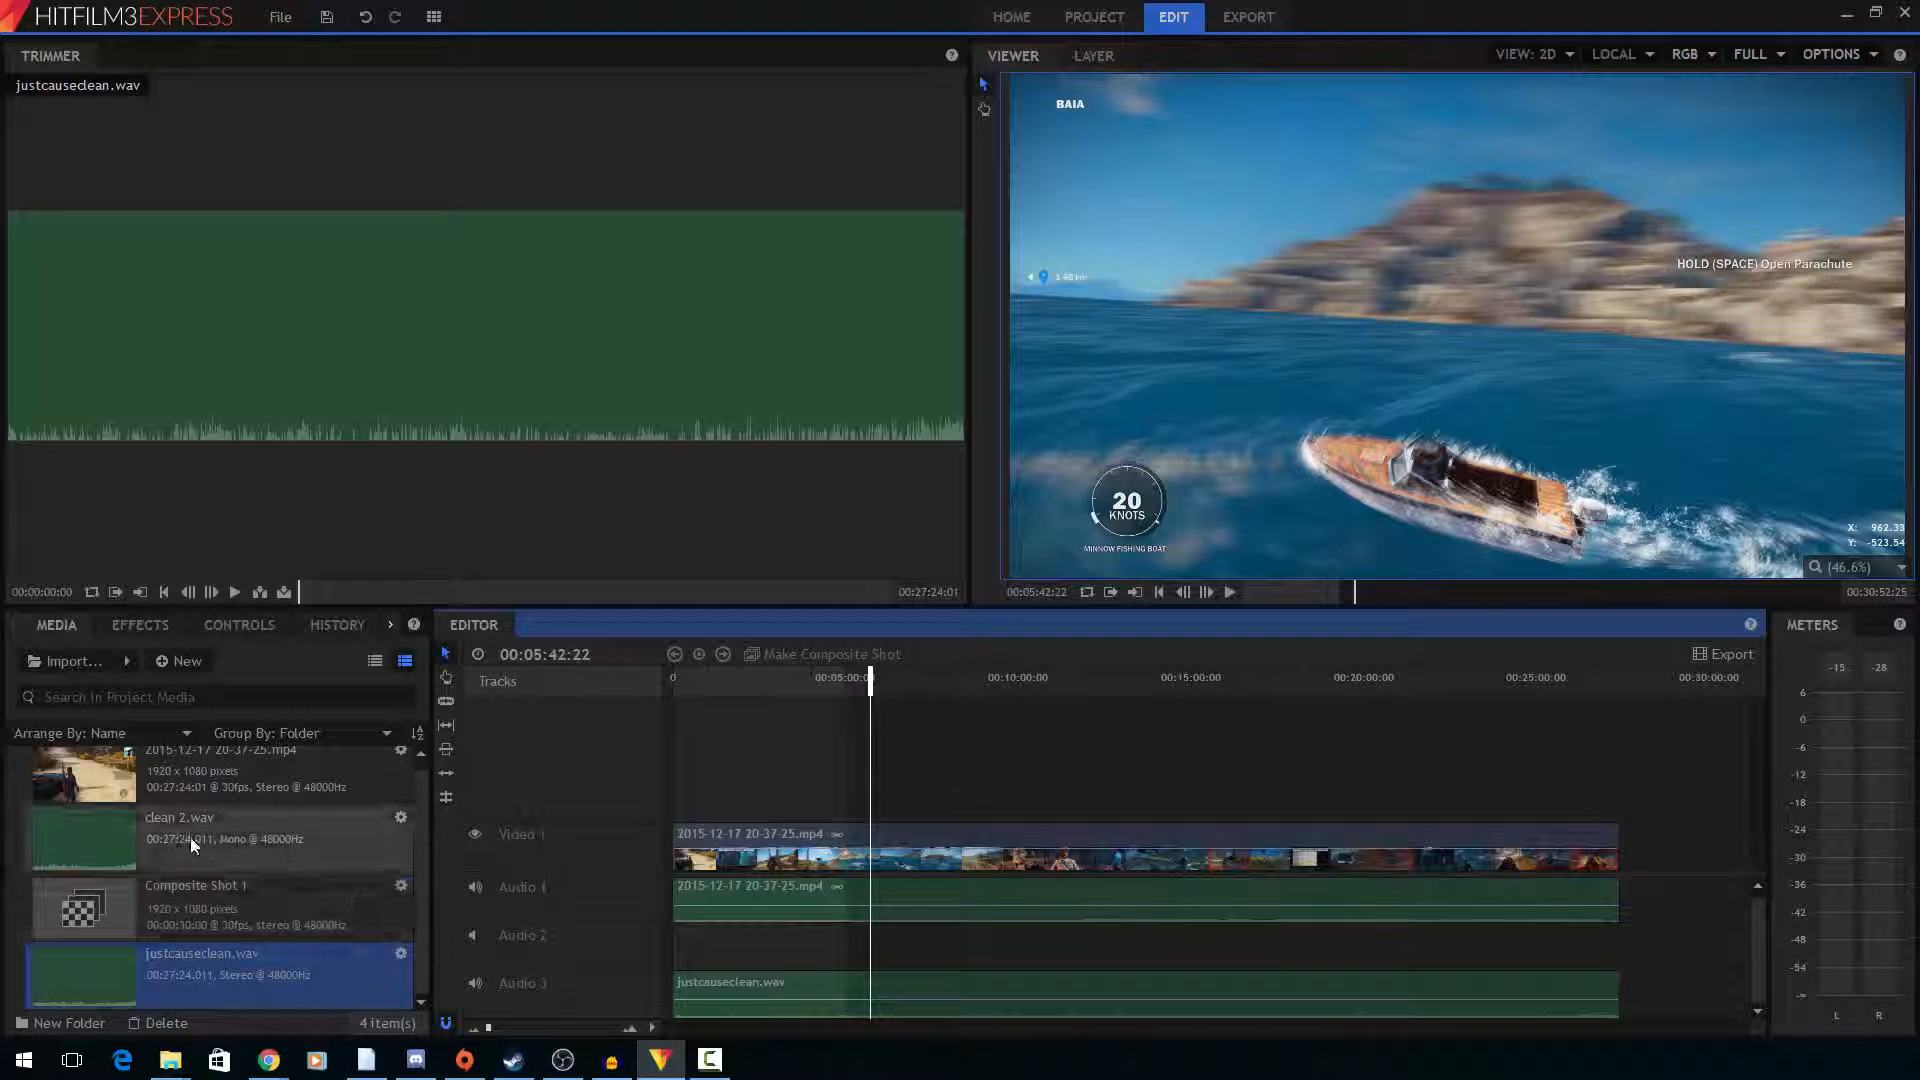 HITFILM3EXPRESS
File
HOME
PROJECT
EDIT
EXPORT
TRIMMER
justcauseclean.wav
00:00:00:00
00:27:24:01
VIEWER
LAYER
VIEW: 2D
LOCAL
RGB
FULL
OPTIONS
BAIA
HOLD (SPACE) Open Parachute
20
KNOTS
MINNOW FISHING BOAT
X: 962.33
Y: -523.54
(46.6%)
00:05:42:22
00:30:52:25
MEDIA
EFFECTS
CONTROLS
HISTORY
Import...
New
Search in Project Media
Arrange By: Name
Group By: Folder
2015-12-17 20-37-25.mp4
1920 x 1080 pixels
00:27:24:01 @ 30fps, Stereo @ 48000Hz
clean 2.wav
00:27:24.011, Mono @ 48000Hz
Composite Shot 1
1920 x 1080 pixels
00:00:30:00 @ 30fps, stereo @ 48000Hz
justcauseclean.wav
00:27:24.011, Stereo @ 48000Hz
New Folder
Delete
4 item(s)
EDITOR
00:05:42:22
Make Composite Shot
Export
Tracks
0
00:05:00:00
00:10:00:00
00:15:00:00
00:20:00:00
00:25:00:00
00:30:00:00
Video 1
2015-12-17 20-37-25.mp4
Audio 1
2015-12-17 20-37-25.mp4
Audio 2
Audio 3
justcauseclean.wav
METERS
-15
-28
6
0
-6
-12
-18
-24
-30
-36
-42
-48
-54
-∞
L
R